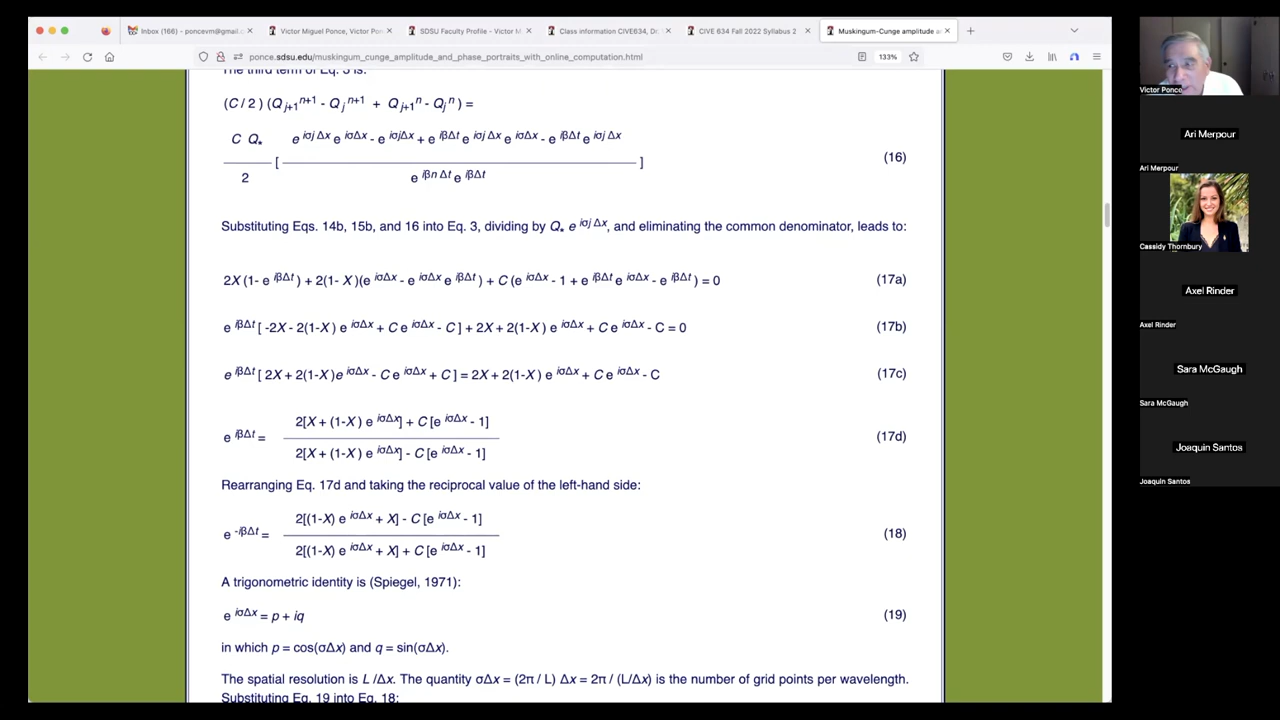 Inbox (166) - poncevm@gmail.c
Victor Miguel Ponce, Victor Pon
SDSU Faculty Profile - Victor M
Class information CIVE634, Do
CIVE 634 Fall 2022 Syllabus 2
Muskingum-Cunge amplitude a
ponce.sdsu.edu/muskingum_cunge_amplitude_and_phase_portraits_with_online_computation.html
133%
The third term of Eq. 3 is:
(C / 2 ) (Q j+1 n+1 - Q j n+1 + Q j+1 n - Q j n ) =
C Q* e iσj Δx e iσΔx - e iσjΔx + e iβΔt e iσj Δx e iσΔx - e iβΔt e iσj Δx
[ ] (16)
2 e iβn Δt e iβΔt
Substituting Eqs. 14b, 15b, and 16 into Eq. 3, dividing by Q* e iσj Δx, and eliminating the common denominator, leads to:
2X (1- e iβΔt ) + 2(1- X )(e iσΔx - e iσΔx e iβΔt ) + C (e iσΔx - 1 + e iβΔt e iσΔx - e iβΔt ) = 0 (17a)
e iβΔt [ -2X - 2(1-X ) e iσΔx + C e iσΔx - C ] + 2X + 2(1-X ) e iσΔx + C e iσΔx - C = 0 (17b)
e iβΔt [ 2X + 2(1-X )e iσΔx - C e iσΔx + C ] = 2X + 2(1-X ) e iσΔx + C e iσΔx - C (17c)
2[X + (1-X ) e iσΔx] + C [e iσΔx - 1]
e iβΔt = (17d)
2[X + (1-X ) e iσΔx] - C [e iσΔx - 1]
Rearranging Eq. 17d and taking the reciprocal value of the left-hand side:
2[(1-X) e iσΔx + X] - C [e iσΔx - 1]
e -iβΔt = (18)
2[(1-X) e iσΔx + X] + C [e iσΔx - 1]
A trigonometric identity is (Spiegel, 1971):
e iσΔx = p + iq (19)
in which p = cos(σΔx) and q = sin(σΔx).
The spatial resolution is L /Δx. The quantity σΔx = (2π / L) Δx = 2π / (L/Δx) is the number of grid points per wavelength.
Substituting Eq. 19 into Eq. 18:
Victor Ponce
Ari Merpour
Ari Merpour
Cassidy Thornbury
Axel Rinder
Axel Rinder
Sara McGaugh
Sara McGaugh
Joaquin Santos
Joaquin Santos